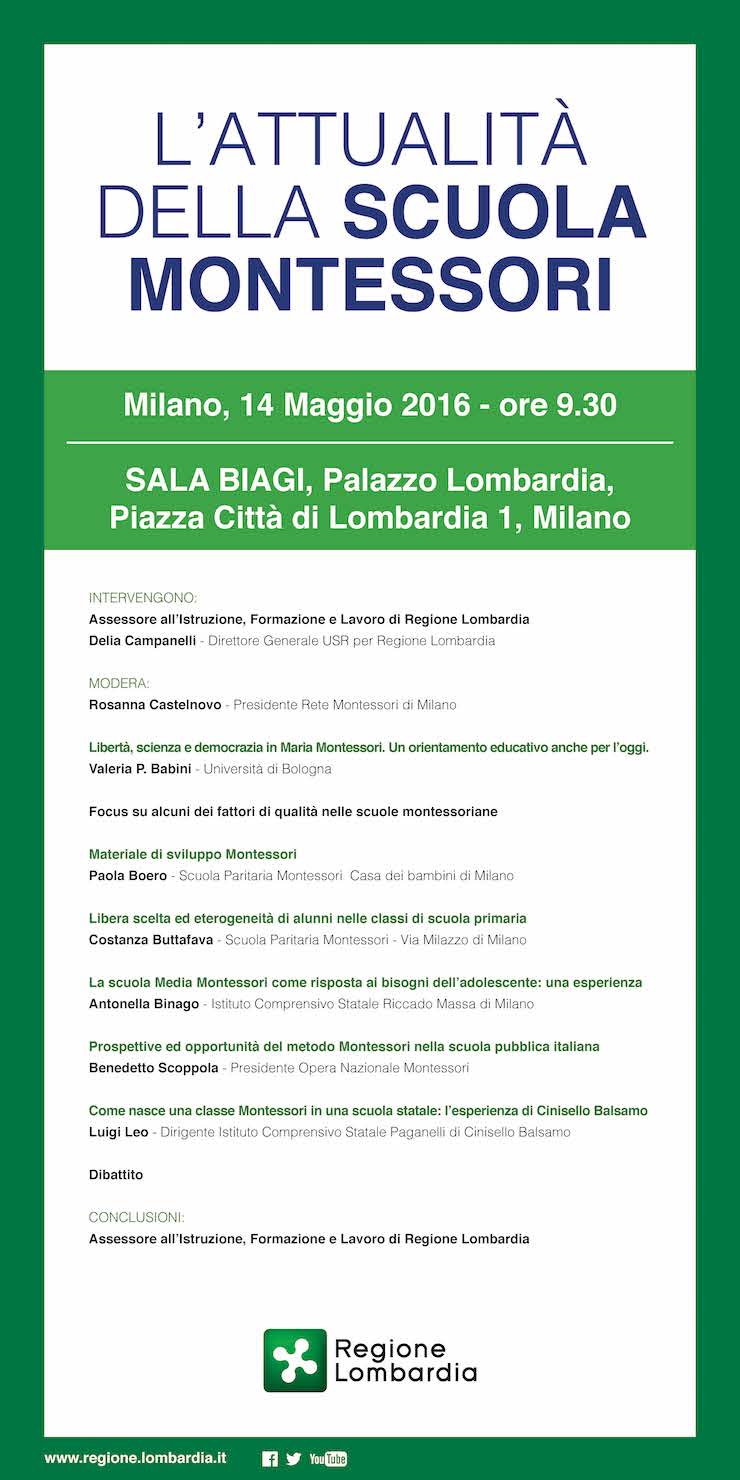 L'ATTUALITÀ
DELLA SCUOLA
MONTESSORI
Milano, 14 Maggio 2016 - ore 9.30
SALA BIAGI, Palazzo Lombardia,
Piazza Città di Lombardia 1, Milano
INTERVENGONO:
Assessore all'Istruzione, Formazione e Lavoro di Regione Lombardia
Delia Campanelli - Direttore Generale USR per Regione Lombardia
MODERA:
Rosanna Castelnovo - Presidente Rete Montessori di Milano
Libertà, scienza e democrazia in Maria Montessori. Un orientamento educativo anche per l'oggi.
Valeria P. Babini - Università di Bologna
Focus su alcuni dei fattori di qualità nelle scuole montessoriane
Materiale di sviluppo Montessori
Paola Boero - Scuola Paritaria Montessori Casa dei bambini di Milano
Libera scelta ed eterogeneità di alunni nelle classi di scuola primaria
Costanza Buttafava - Scuola Paritaria Montessori - Via Milazzo di Milano
La scuola Media Montessori come risposta ai bisogni dell'adolescente: una esperienza
Antonella Binago - Istituto Comprensivo Statale Riccado Massa di Milano
Prospettive ed opportunità del metodo Montessori nella scuola pubblica italiana
Benedetto Scoppola - Presidente Opera Nazionale Montessori
Come nasce una classe Montessori in una scuola statale: l'esperienza di Cinisello Balsamo
Luigi Leo - Dirigente Istituto Comprensivo Statale Paganelli di Cinisello Balsamo
Dibattito
CONCLUSIONI:
Assessore all'Istruzione, Formazione e Lavoro di Regione Lombardia
Regione
Lombardia
www.regione.lombardia.it f YouTube